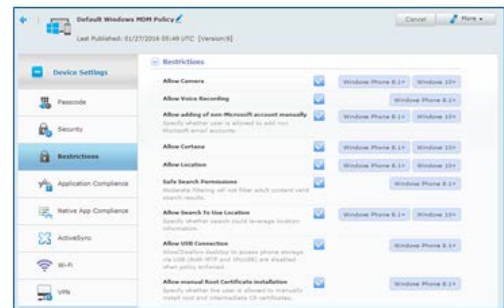 Default Windows MDM Policy
Cancel
More
Last Published: 01/27/2016 05:49 UTC [Version:9]
Device Settings
Passcode
Security
Restrictions
Application Compliance
Native App Compliance
ActiveSync
Wi-Fi
VPN
Restrictions
Allow Camera
Windows Phone 8.1+ Windows 10+
Allow Voice Recording
Windows Phone 8.1+
Allow adding of non-Microsoft account manually
Windows Phone 8.1+ Windows 10+
Specify whether user is allowed to add non
Microsoft email accounts.
Allow Cortana
Windows Phone 8.1+ Windows 10+
Allow Location
Windows Phone 8.1+ Windows 10+
Safe Search Permissions
Windows Phone 8.1+
Moderate filtering will not filter adult content valid
search results.
Allow Search To Use Location
Windows Phone 8.1+ Windows 10+
Specify whether search could leverage location
information.
Allow USB Connection
Windows Phone 8.1+
Allow/Disallow desktop to access phone storage
via USB (Both MTP and IPoUSB) are disabled
when policy enforced.
Allow manual Root Certificate installation
Windows Phone 8.1+
Specify whether the user is allowed to manually
install root and intermediate CA certificates.